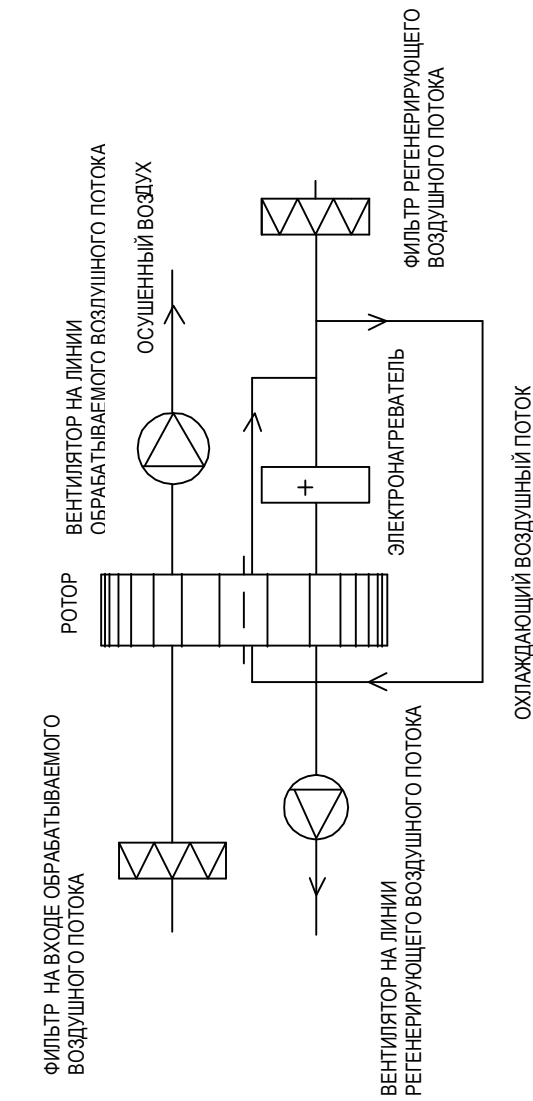 ФИЛЬТР НА ВХОДЕ ОБРАБАТЫВАЕМОГО
ВОЗДУШНОГО ПОТОКА
РОТОР
ВЕНТИЛЯТОР НА ЛИНИИ
ОБРАБАТЫВАЕМОГО ВОЗДУШНОГО ПОТОКА
ОСУШЕННЫЙ ВОЗДУХ
ВЕНТИЛЯТОР НА ЛИНИИ
РЕГЕНЕРИРУЮЩЕГО ВОЗДУШНОГО ПОТОКА
ЭЛЕКТРОНАГРЕВАТЕЛЬ
+
ФИЛЬТР РЕГЕНЕРИРУЮЩЕГО
ВОЗДУШНОГО ПОТОКА
ОХЛАЖДАЮЩИЙ ВОЗДУШНЫЙ ПОТОК